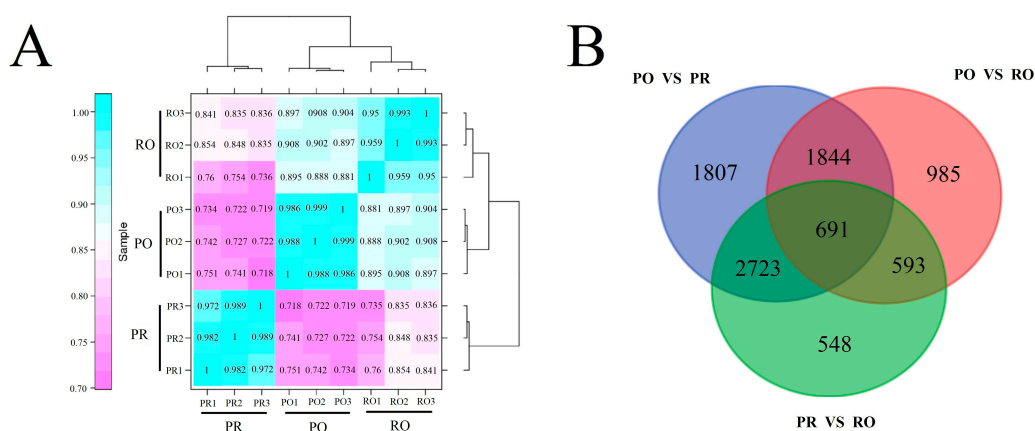 A
1.00
0.95
0.90
0.85
0.80
0.75
0.70
Sample
RO
RO3 0.841 0.835 0.836 0.897 0908 0.904 0.95 0.993 1
RO2 0.854 0.848 0.835 0.908 0.902 0.897 0.959 1 0.993
RO1 0.76 0.754 0.736 0.895 0.888 0.881 1 0.959 0.95
PO
PO3 0.734 0.722 0.719 0.986 0.999 1 0.881 0.897 0.904
PO2 0.742 0.727 0.722 0.988 1 0.999 0.888 0.902 0.908
PO1 0.751 0.741 0.718 1 0.988 0.986 0.895 0.908 0.897
PR
PR3 0.972 0.989 1 0.718 0.722 0.719 0.735 0.835 0.836
PR2 0.982 1 0.989 0.741 0.727 0.722 0.754 0.848 0.835
PR1 1 0.982 0.972 0.751 0.742 0.734 0.76 0.854 0.841
PR1 PR2 PR3 PO1 PO2 PO3 RO1 RO2 RO3
PR PO RO
B
PO VS PR
PO VS RO
1807
1844
985
691
2723
593
548
PR VS RO